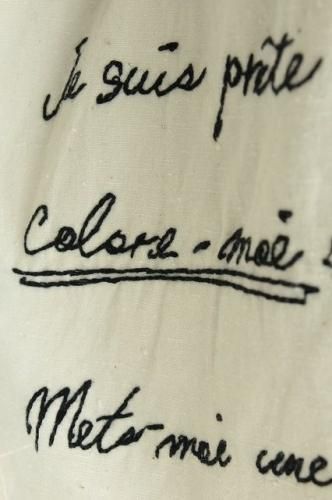 Je suis prête
Colore-moi
Mets-moi une